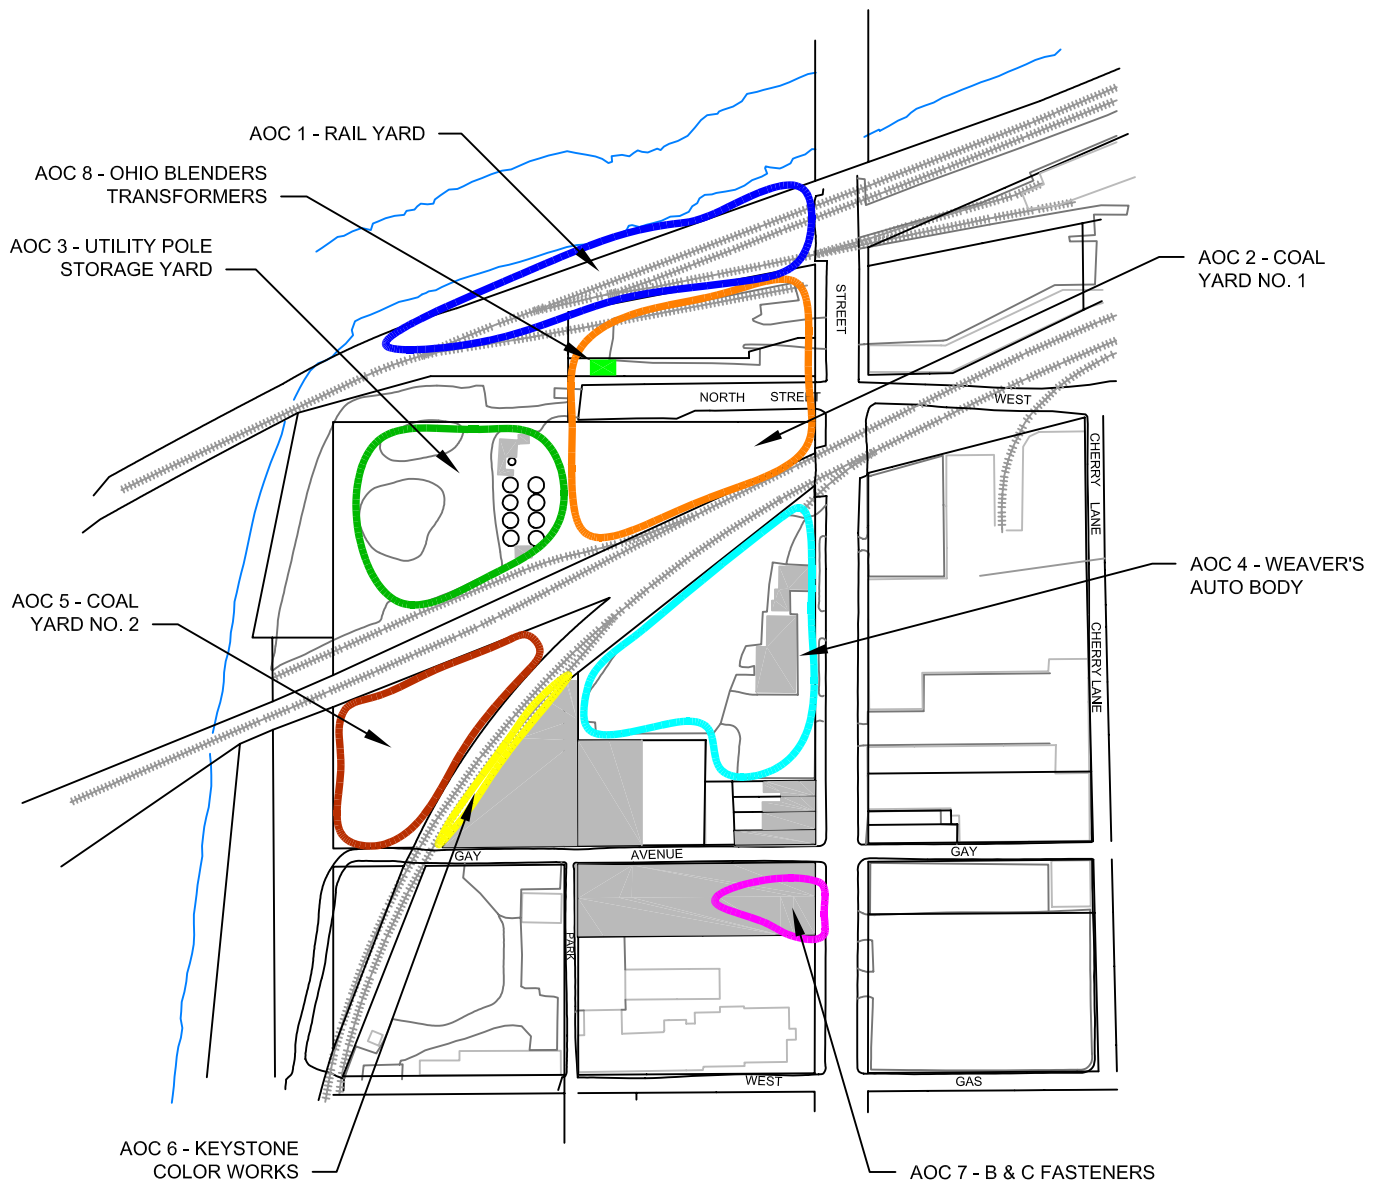 AOC 1 - RAIL YARD
AOC 8 - OHIO BLENDERS
TRANSFORMERS
AOC 3 - UTILITY POLE
STORAGE YARD
AOC 2 - COAL
YARD NO. 1
STREET
NORTH STREET
WEST
CHERRY LANE
AOC 4 - WEAVER'S
AUTO BODY
AOC 5 - COAL
YARD NO. 2
CHERRY LANE
GAY AVENUE
GAY
PARK
WEST
GAS
AOC 6 - KEYSTONE
COLOR WORKS
AOC 7 - B & C FASTENERS